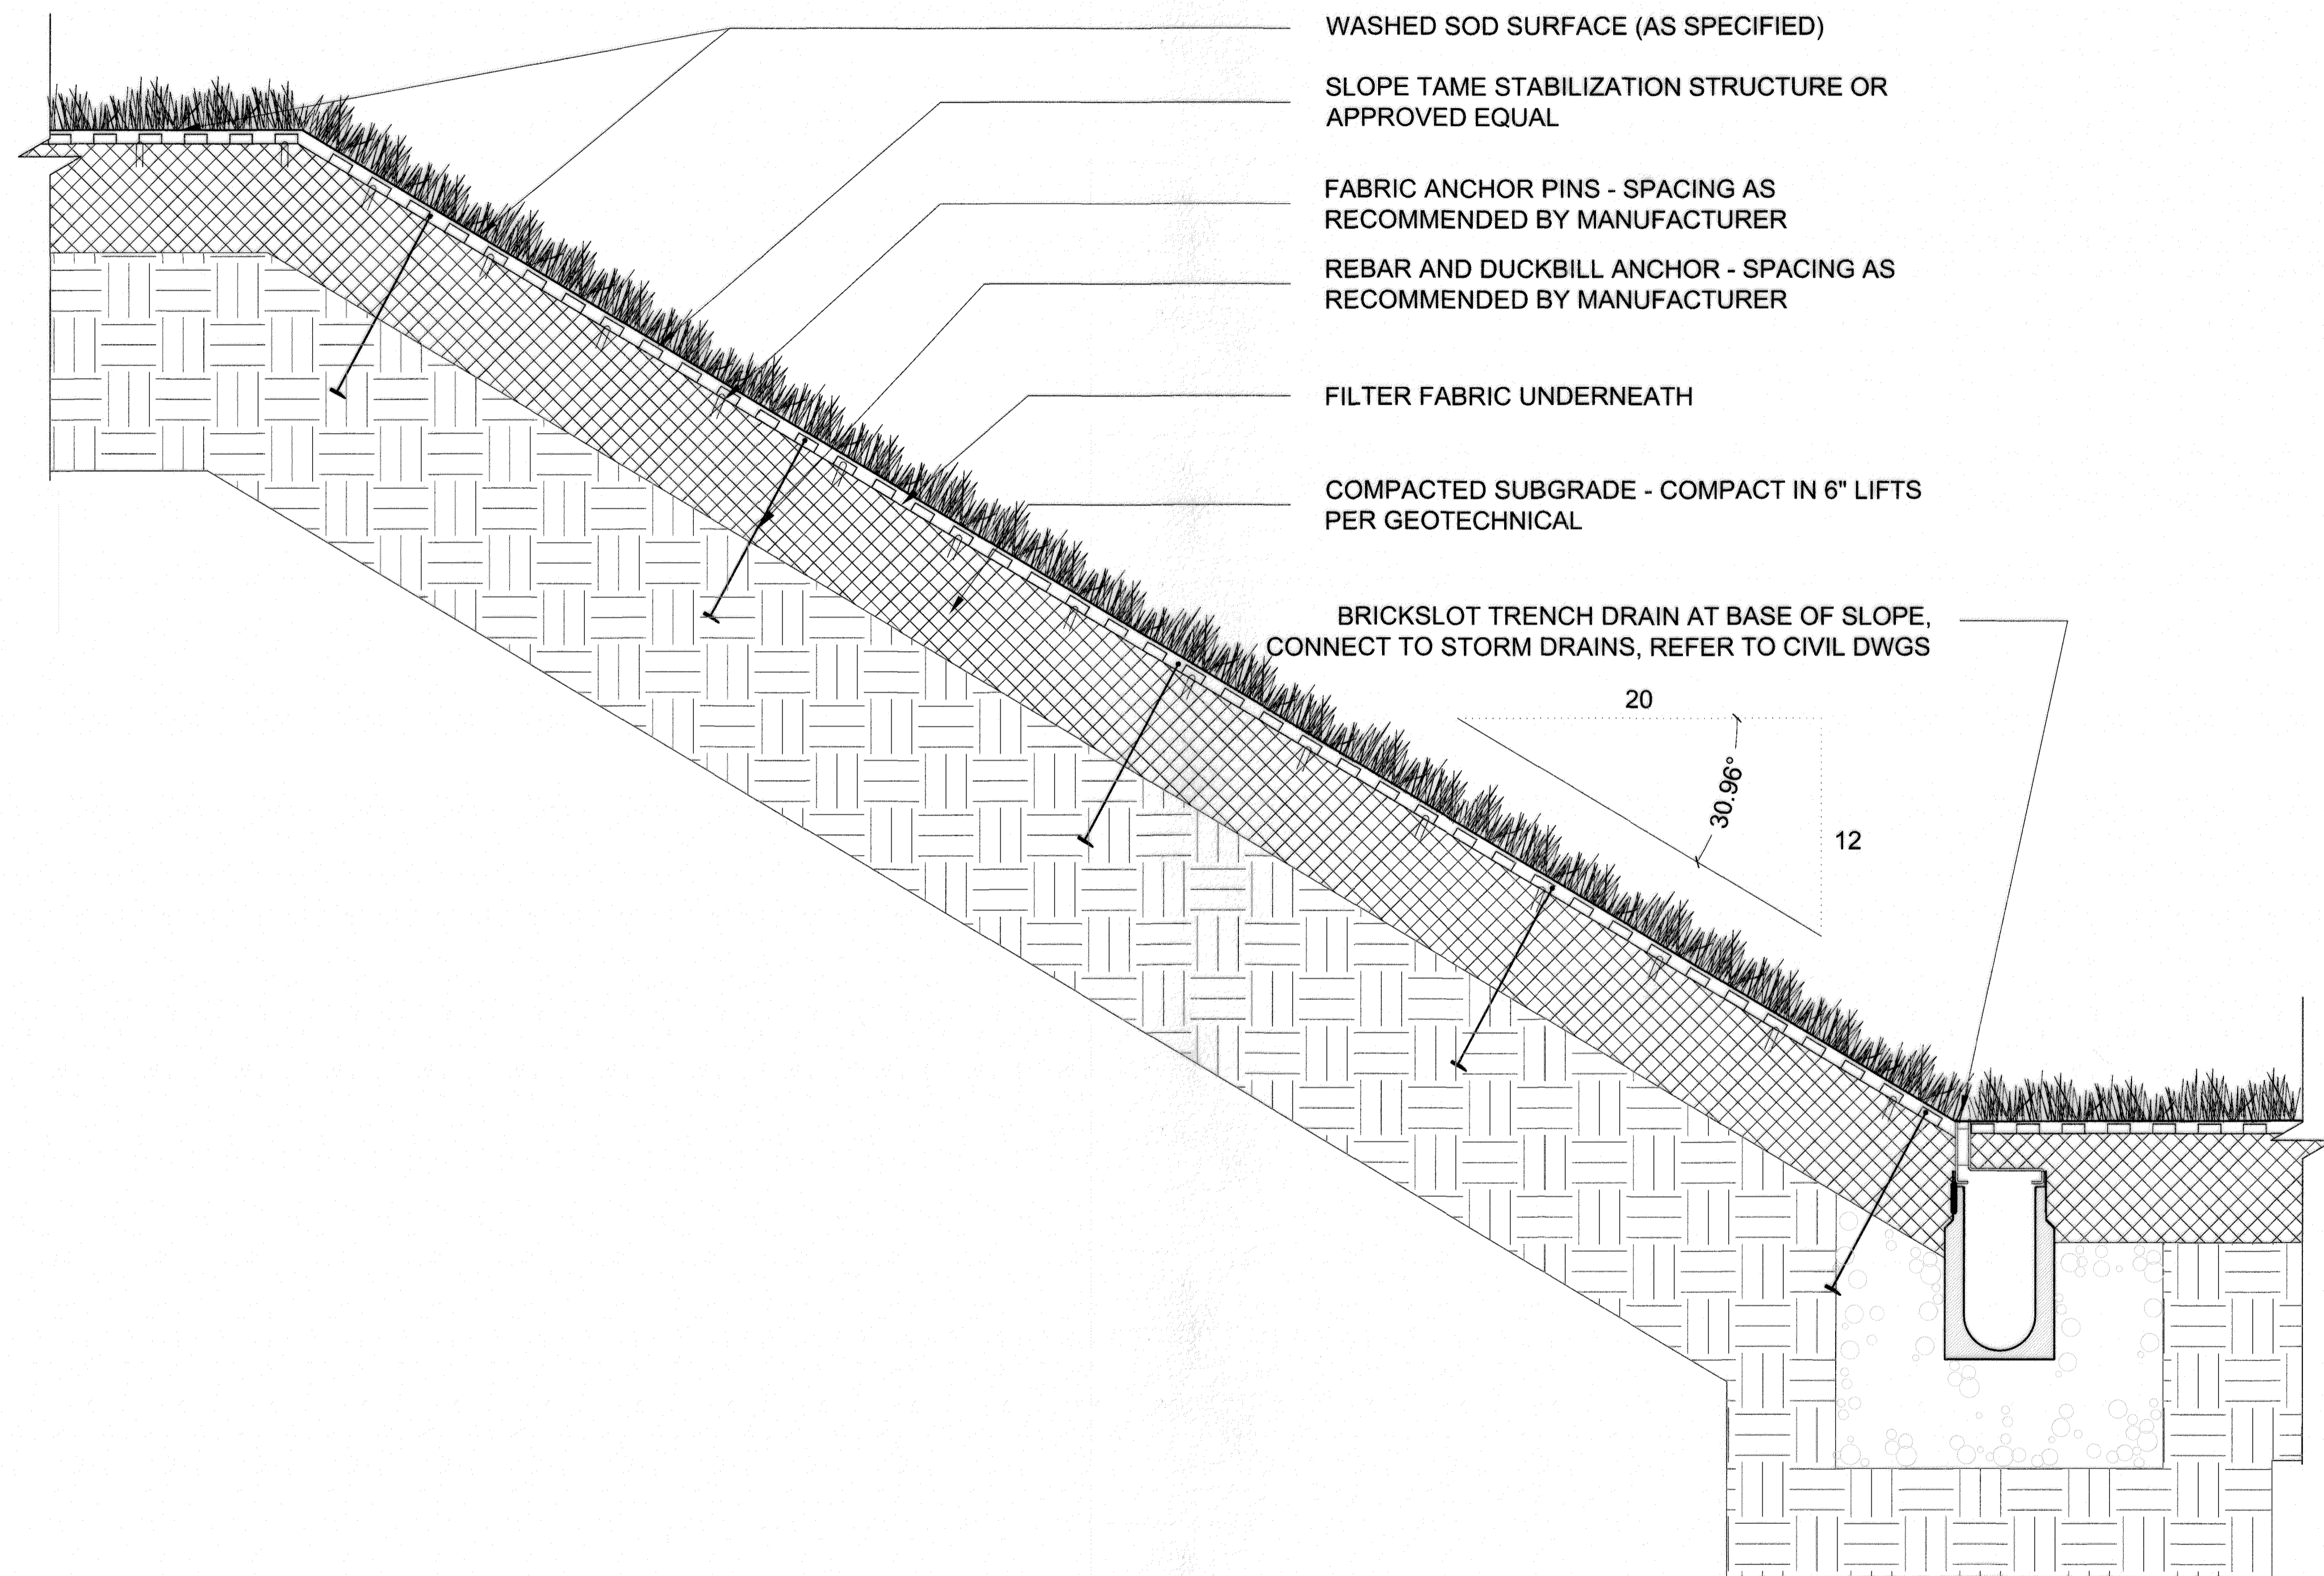 WASHED SOD SURFACE (AS SPECIFIED)
SLOPE TAME STABILIZATION STRUCTURE OR
APPROVED EQUAL
FABRIC ANCHOR PINS - SPACING AS
RECOMMENDED BY MANUFACTURER
REBAR AND DUCKBILL ANCHOR - SPACING AS
RECOMMENDED BY MANUFACTURER
FILTER FABRIC UNDERNEATH
COMPACTED SUBGRADE - COMPACT IN 6" LIFTS
PER GEOTECHNICAL
BRICKSLOT TRENCH DRAIN AT BASE OF SLOPE,
CONNECT TO STORM DRAINS, REFER TO CIVIL DWGS
20
30.96°
12